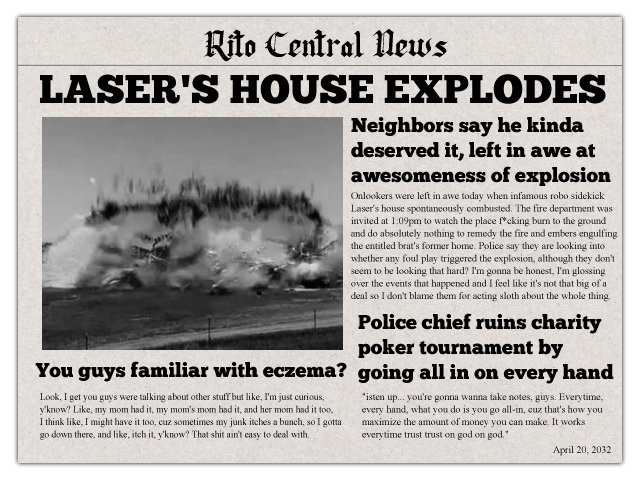 Rito Central News
LASER'S HOUSE EXPLODES
Neighbors say he kinda
deserved it, left in awe at
awesomeness of explosion
Onlookers were left in awe today when infamous robo sidekick
Laser's house spontaneously combusted. The fire department was
invited at 1:09pm to watch the place f*cking burn to the ground
and do absolutely nothing to remedy the fire and embers engulfing
the entitled brat's former home. Police say they are looking into
whether any foul play triggered the explosion, although they don't
seem to be looking that hard? I'm gonna be honest, I'm glossing
over the events that happened and I feel like it's not that big of a
deal so I don't blame them for acting sloth about the whole thing.
You guys familiar with eczema?
Look, I get you guys were talking about other stuff but like, I'm just curious,
y'know? Like, my mom had it, my mom's mom had it, and her mom had it too,
I think like, I might have it too, cuz sometimes my junk itches a bunch, so I gotta
go down there, and like, itch it, y'know? That shit ain't easy to deal with.
Police chief ruins charity
poker tournament by
going all in on every hand
"isten up... you're gonna wanna take notes, guys. Everytime,
every hand, what you do is you go all-in, cuz that's how you
maximize the amount of money you can make. It works
everytime trust trust on god on god."
April 20, 2032